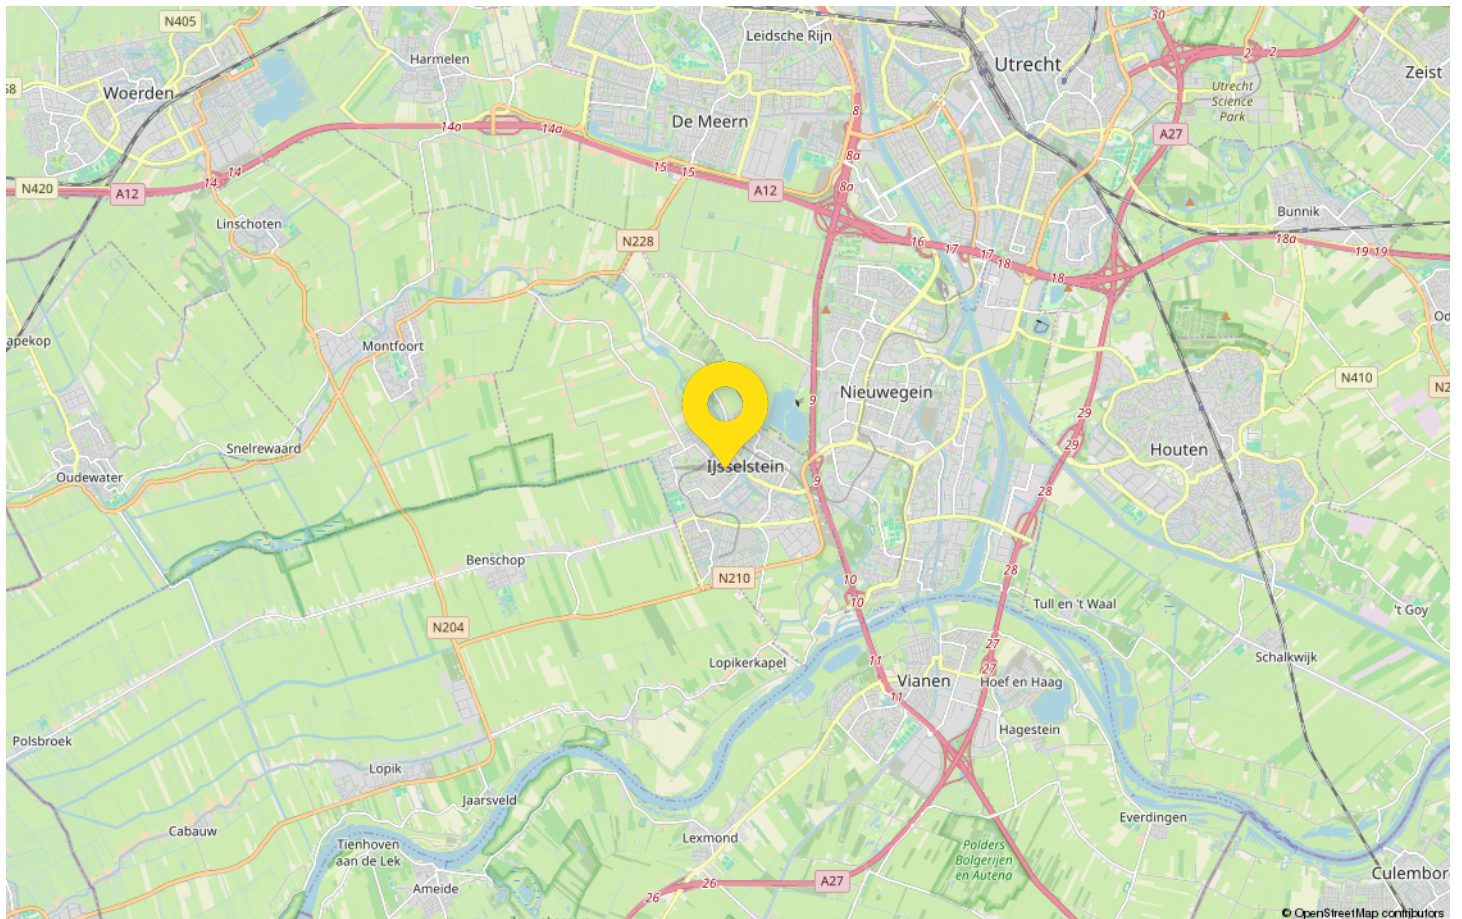 N405
30
Leidsche Rijn
Harmelen
Utrecht
2
2
Zeist
58
Woerden
Utrecht
Science
Park
De Meern
8
14a
14a
A27
8a
15
15
14
14
N420
A12
A12
8a
Linschoten
Bunnik
N228
16
17
17
18
18
18a
19
19
Od
apekop
Montfoort
N410
N2
Nieuwegein
9
29
29
Snelrewaard
Houten
Oudewater
IJsselstein
9
28
Benschop
N210
10
10
28
Tull en 't Waal
't Goy
N204
27
27
Lopikerkapel
11
Schalkwijk
Vianen
Hoef en Haag
11
Hagestein
Polsbroek
Lopik
Jaarsveld
Everdingen
Cabauw
Lexmond
Tienhoven
aan de Lek
Polders
Bolgerijen
en Autena
Culembor
Ameide
26
26
A27
© OpenStreetMap contributors